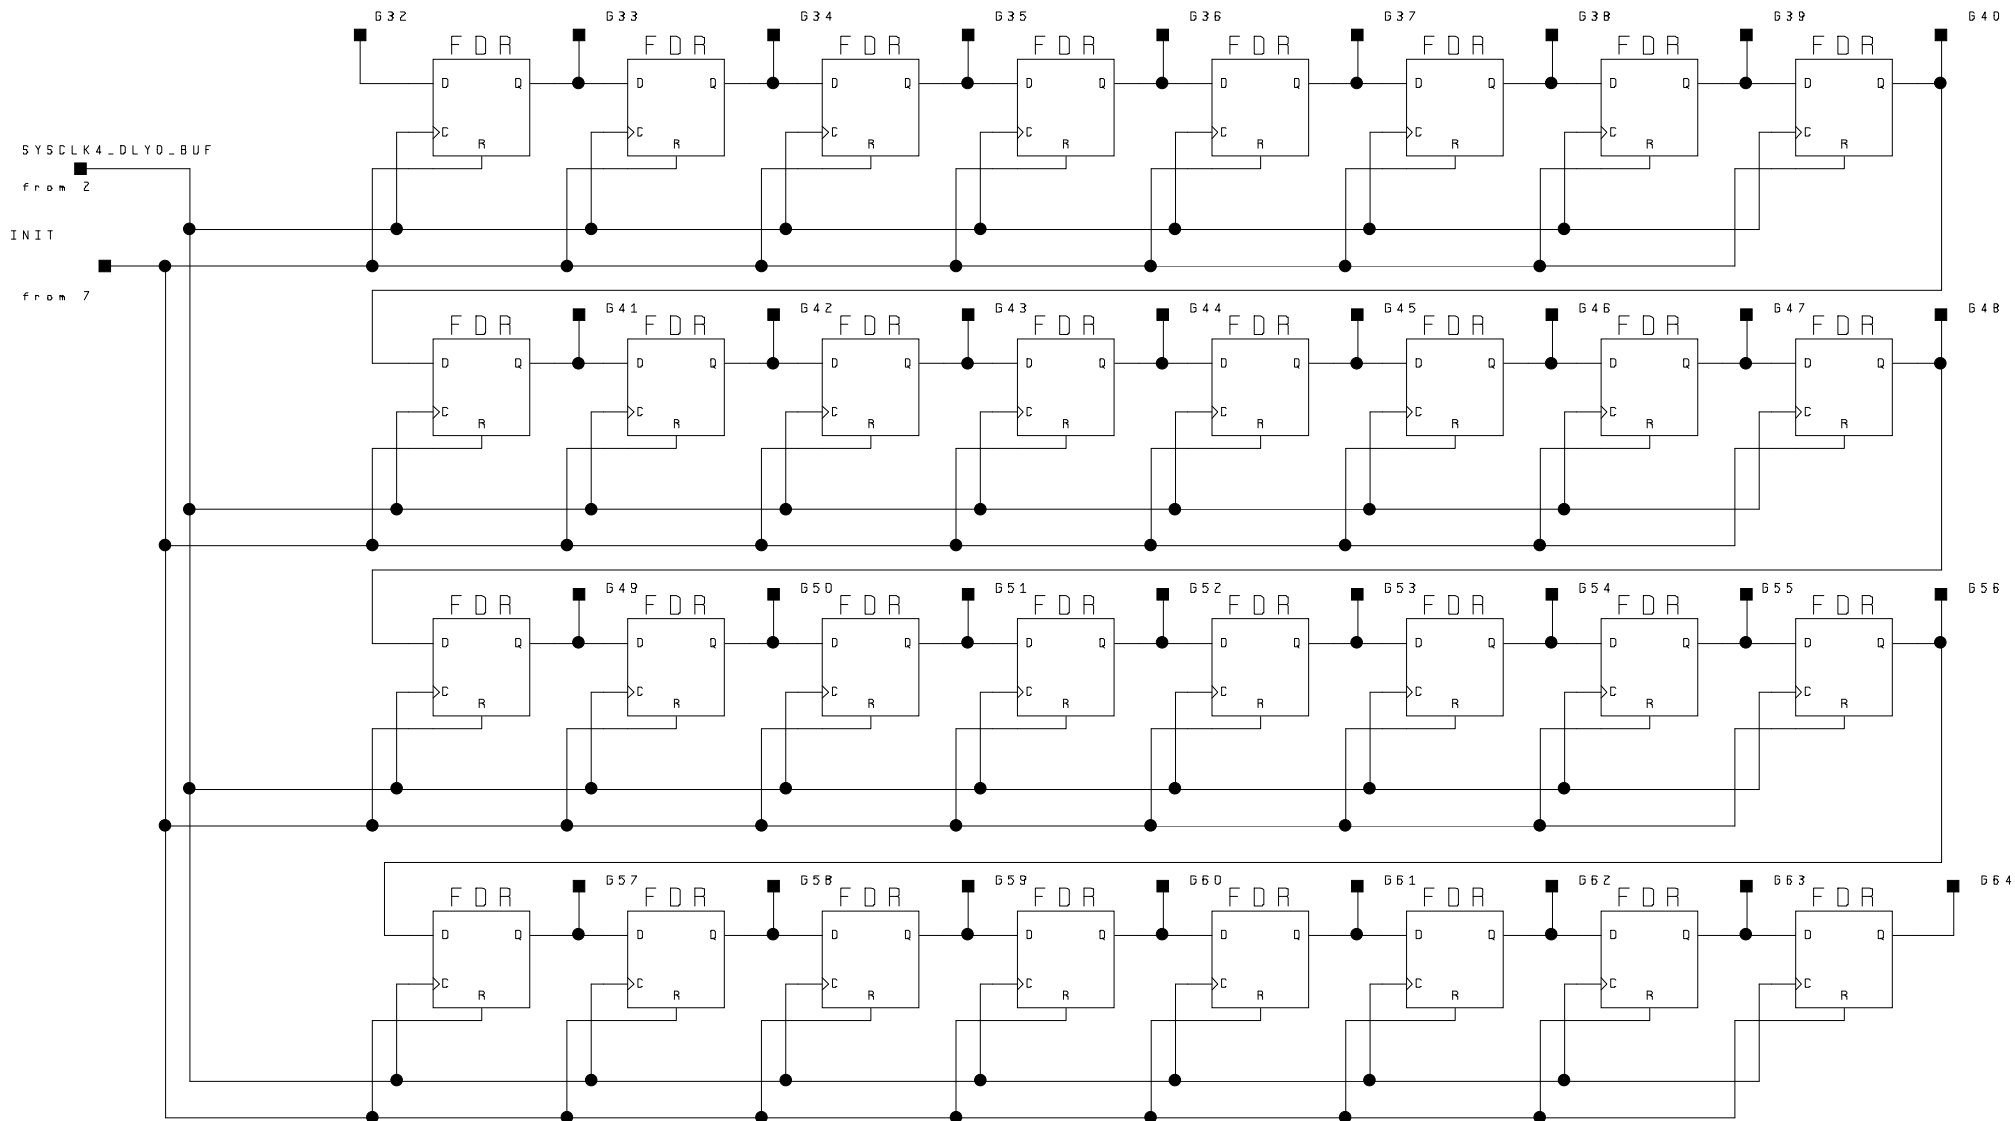 G32 G33 G34 G35 G36 G37 G38 G39 G40
FDR FDR FDR FDR FDR FDR FDR FDR
D Q D Q D Q D Q D Q D Q D Q D Q
C C C C C C C C
R R R R R R R R
SYSCLK4_DLY0_BUF
from 2
INIT
from 7
G41 G42 G43 G44 G45 G46 G47 G48
FDR FDR FDR FDR FDR FDR FDR FDR
D Q D Q D Q D Q D Q D Q D Q D Q
C C C C C C C C
R R R R R R R R
G49 G50 G51 G52 G53 G54 G55 G56
FDR FDR FDR FDR FDR FDR FDR FDR
D Q D Q D Q D Q D Q D Q D Q D Q
C C C C C C C C
R R R R R R R R
G57 G58 G59 G60 G61 G62 G63 G64
FDR FDR FDR FDR FDR FDR FDR FDR
D Q D Q D Q D Q D Q D Q D Q D Q
C C C C C C C C
R R R R R R R R